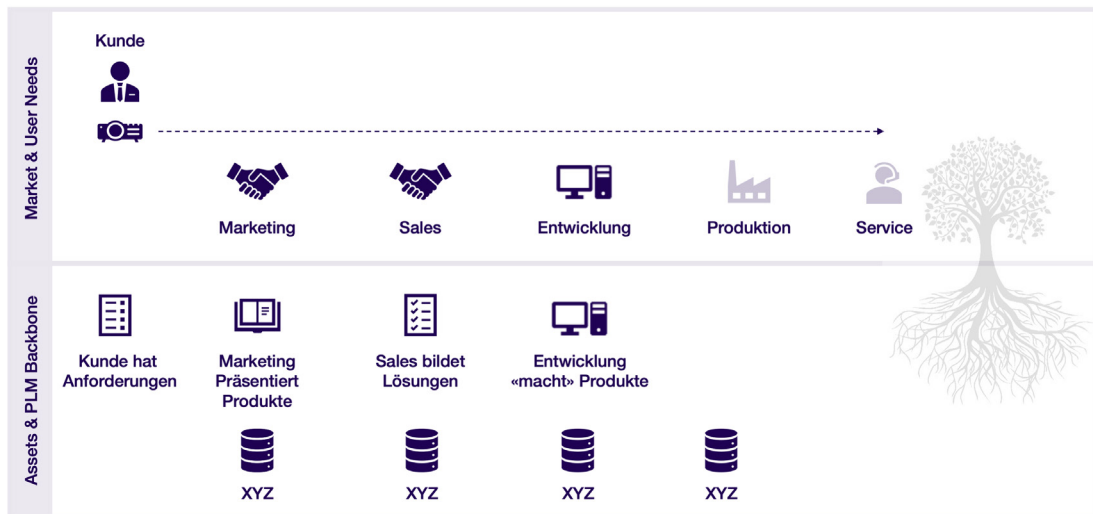 Market & User Needs
Kunde
Marketing
Sales
Entwicklung
Produktion
Service
Assets & PLM Backbone
Kunde hat
Anforderungen
Marketing
Präsentiert
Produkte
Sales bildet
Lösungen
Entwicklung
«macht» Produkte
XYZ
XYZ
XYZ
XYZ